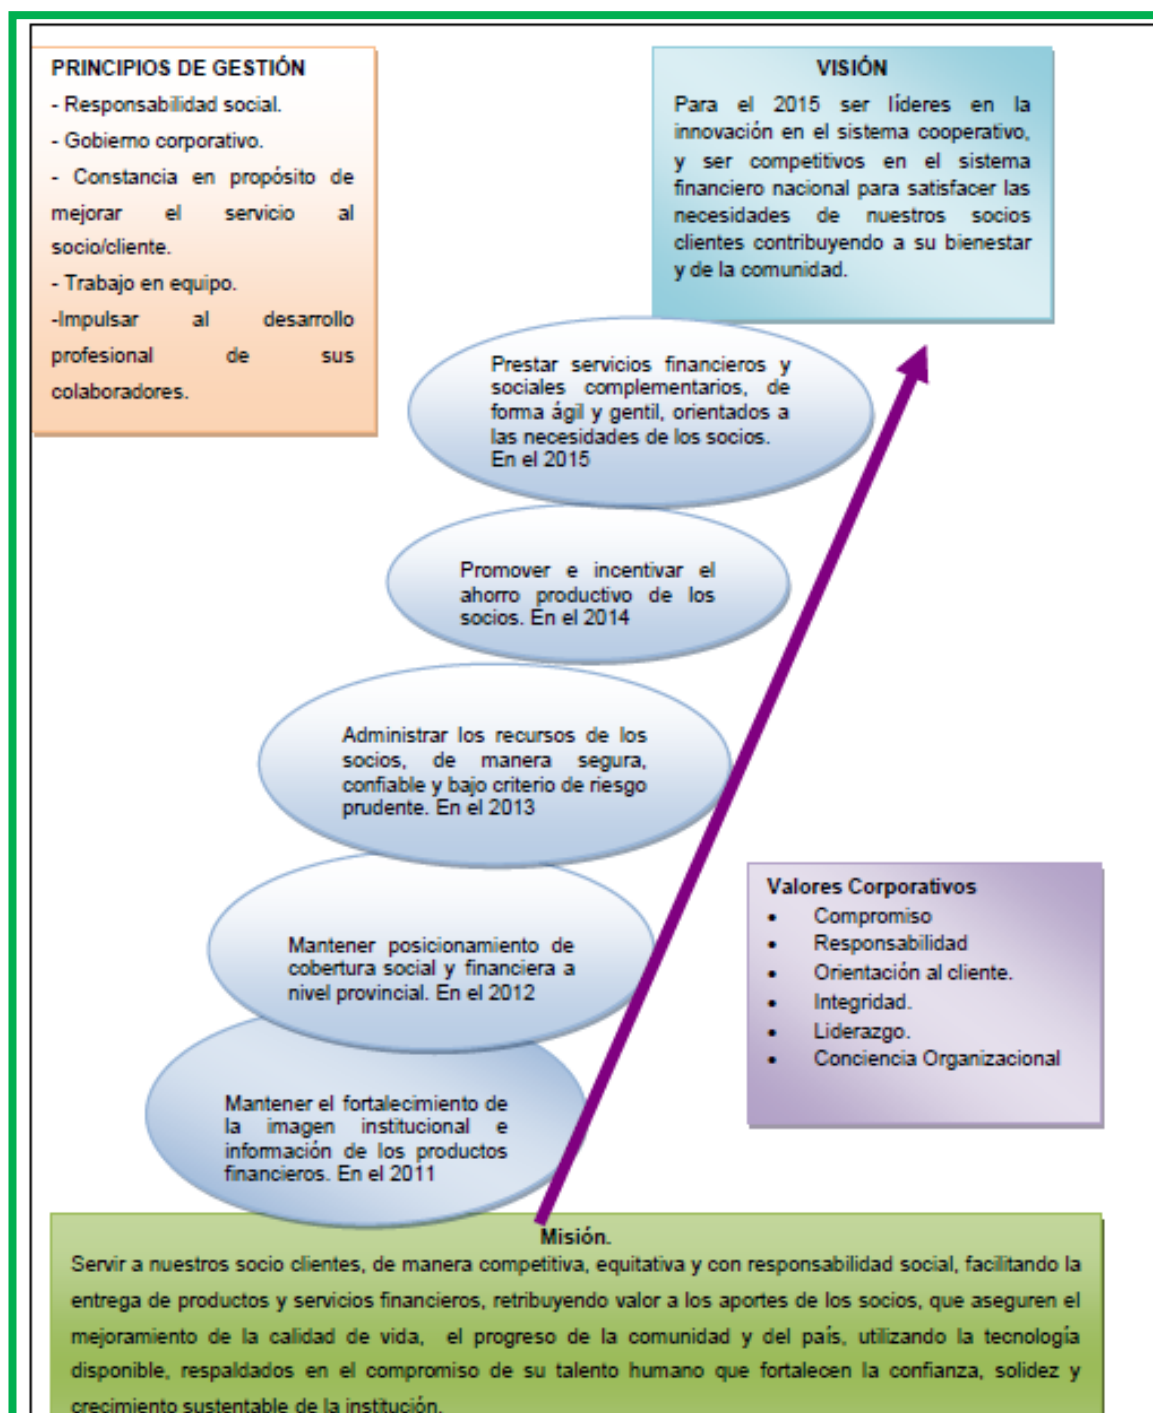 PRINCIPIOS DE GESTIÓN
- Responsabilidad social.
- Gobierno corporativo.
- Constancia en propósito de
mejorar el servicio al
socio/cliente.
- Trabajo en equipo.
-Impulsar al desarrollo
profesional de sus
colaboradores.
VISIÓN
Para el 2015 ser líderes en la
innovación en el sistema cooperativo,
y ser competitivos en el sistema
financiero nacional para satisfacer las
necesidades de nuestros socios
clientes contribuyendo a su bienestar
y de la comunidad.
Prestar servicios financieros y
sociales complementarios, de
forma ágil y gentil, orientados a
las necesidades de los socios.
En el 2015
Promover e incentivar el
ahorro productivo de los
socios. En el 2014
Administrar los recursos de los
socios, de manera segura,
confiable y bajo criterio de riesgo
prudente. En el 2013
Mantener posicionamiento de
cobertura social y financiera a
nivel provincial. En el 2012
Mantener el fortalecimiento de
la imagen institucional e
información de los productos
financieros. En el 2011
Valores Corporativos
• Compromiso
• Responsabilidad
• Orientación al cliente.
• Integridad.
• Liderazgo.
• Conciencia Organizacional
Misión.
Servir a nuestros socio clientes, de manera competitiva, equitativa y con responsabilidad social, facilitando la
entrega de productos y servicios financieros, retribuyendo valor a los aportes de los socios, que aseguren el
mejoramiento de la calidad de vida, el progreso de la comunidad y del país, utilizando la tecnología
disponible, respaldados en el compromiso de su talento humano que fortalecen la confianza, solidez y
crecimiento sustentable de la institución.